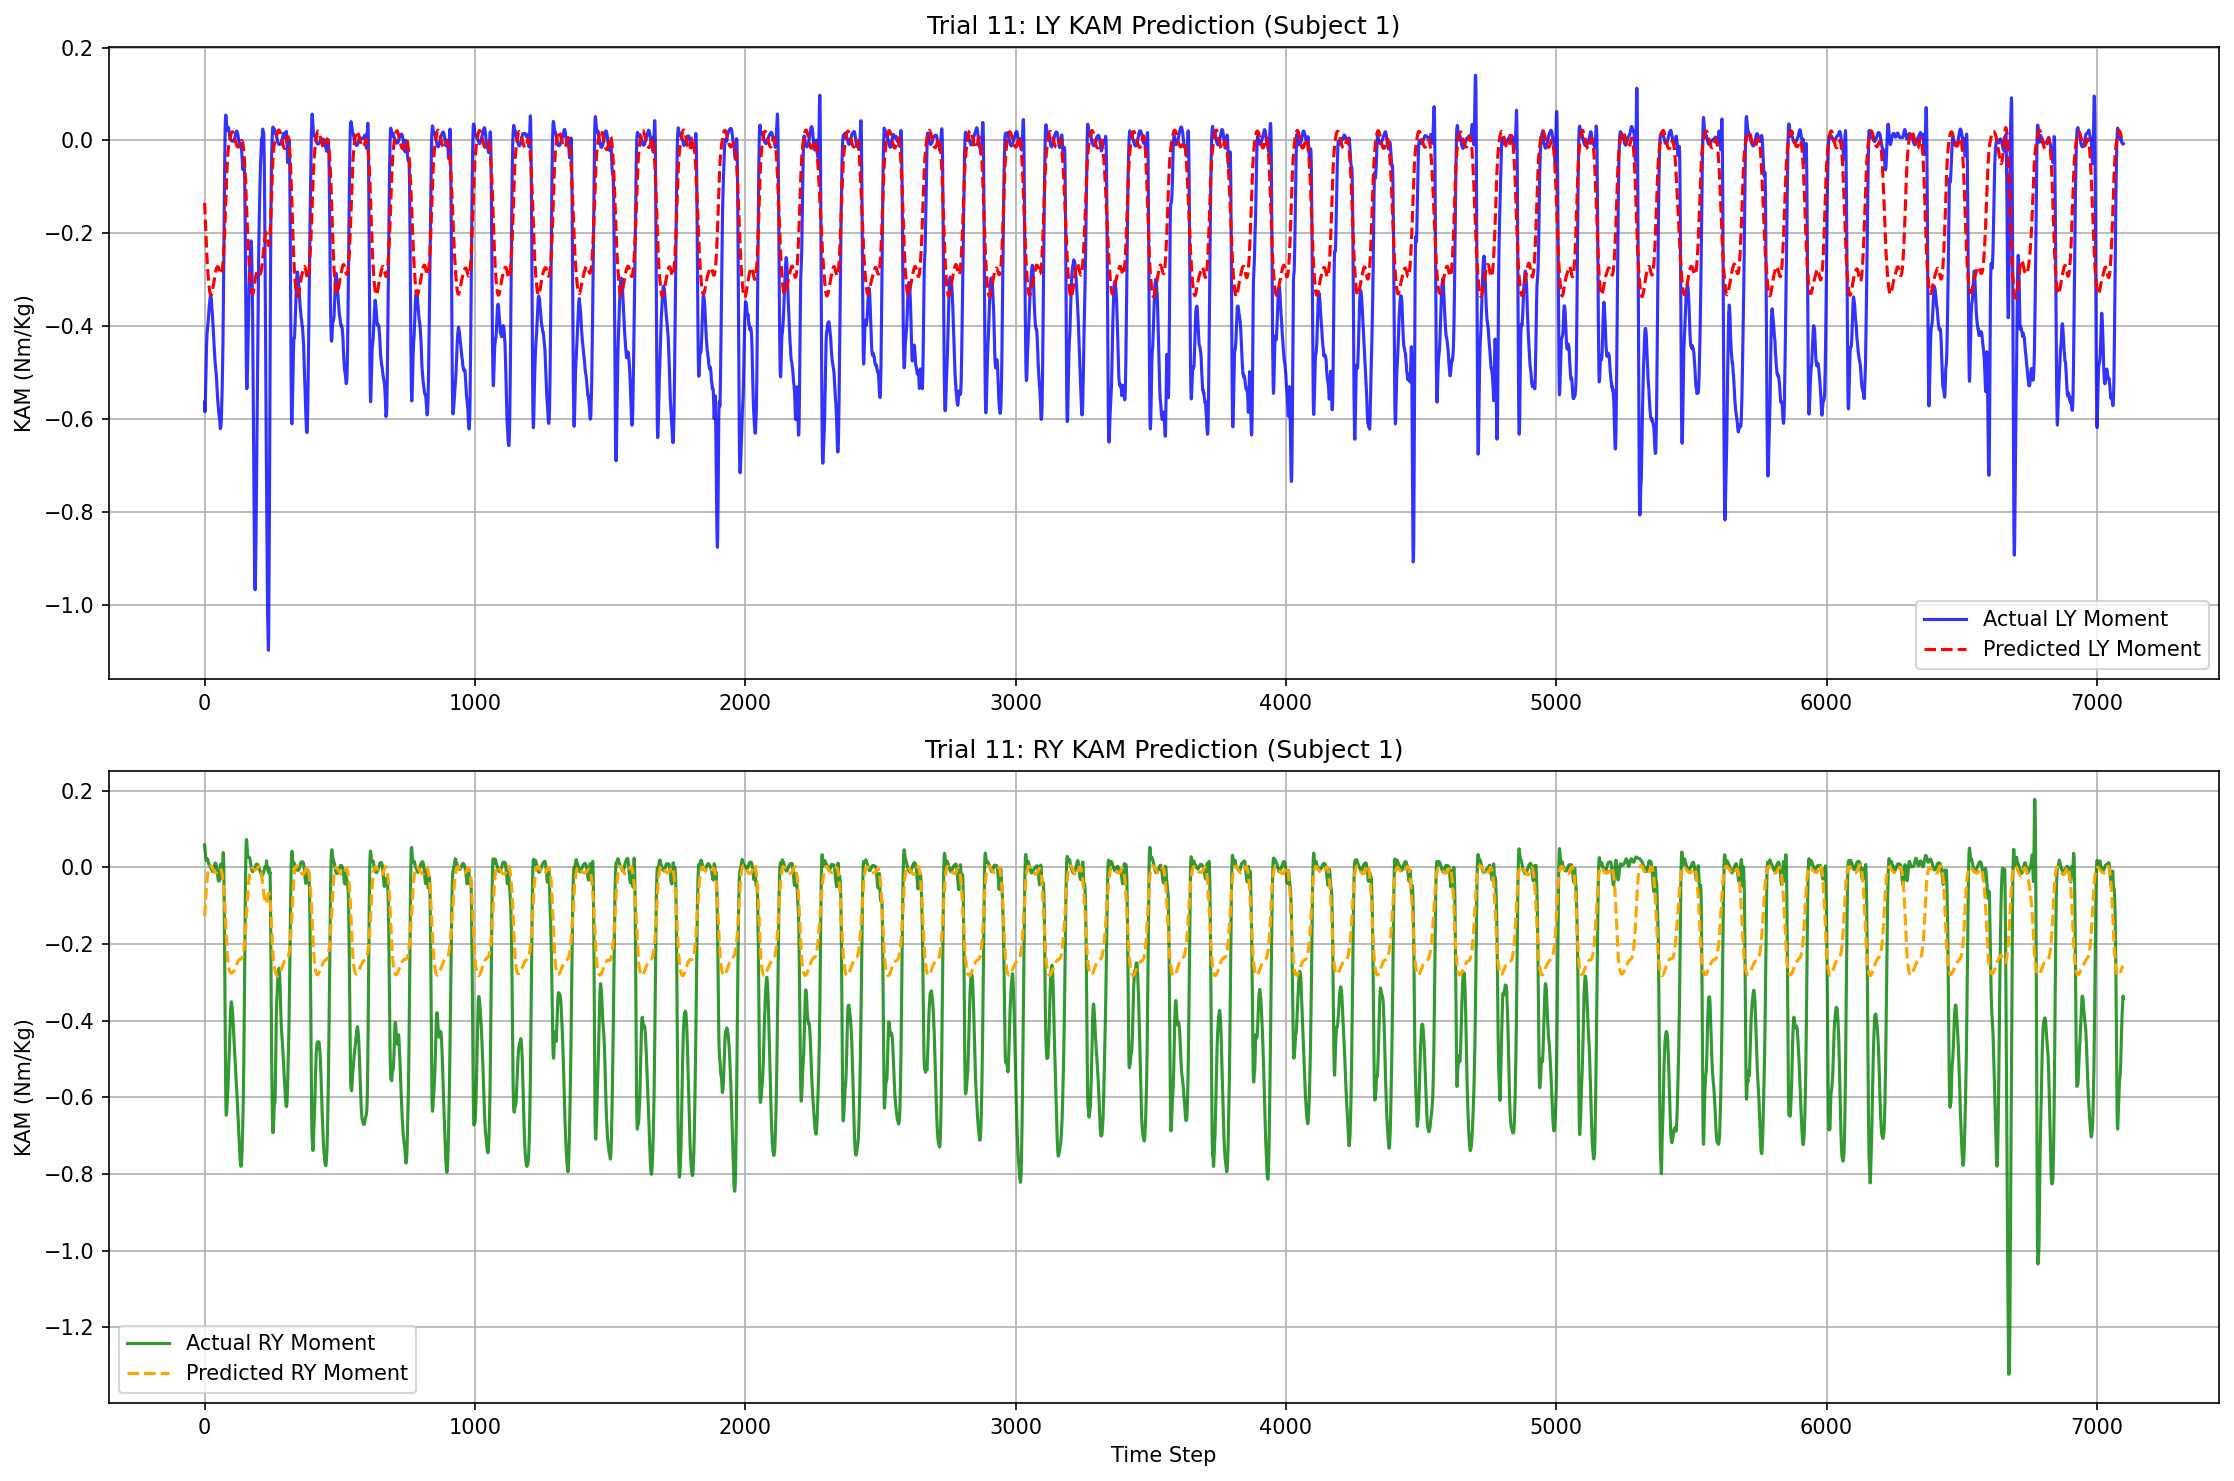 Trial 11: LY KAM Prediction (Subject 1)
KAM (Nm/Kg)
0.2
0.0
−0.2
−0.4
−0.6
−0.8
−1.0
Actual LY Moment
Predicted LY Moment
0 1000 2000 3000 4000 5000 6000 7000
Trial 11: RY KAM Prediction (Subject 1)
KAM (Nm/Kg)
0.2
0.0
−0.2
−0.4
−0.6
−0.8
−1.0
−1.2
Actual RY Moment
Predicted RY Moment
0 1000 2000 3000 4000 5000 6000 7000
Time Step